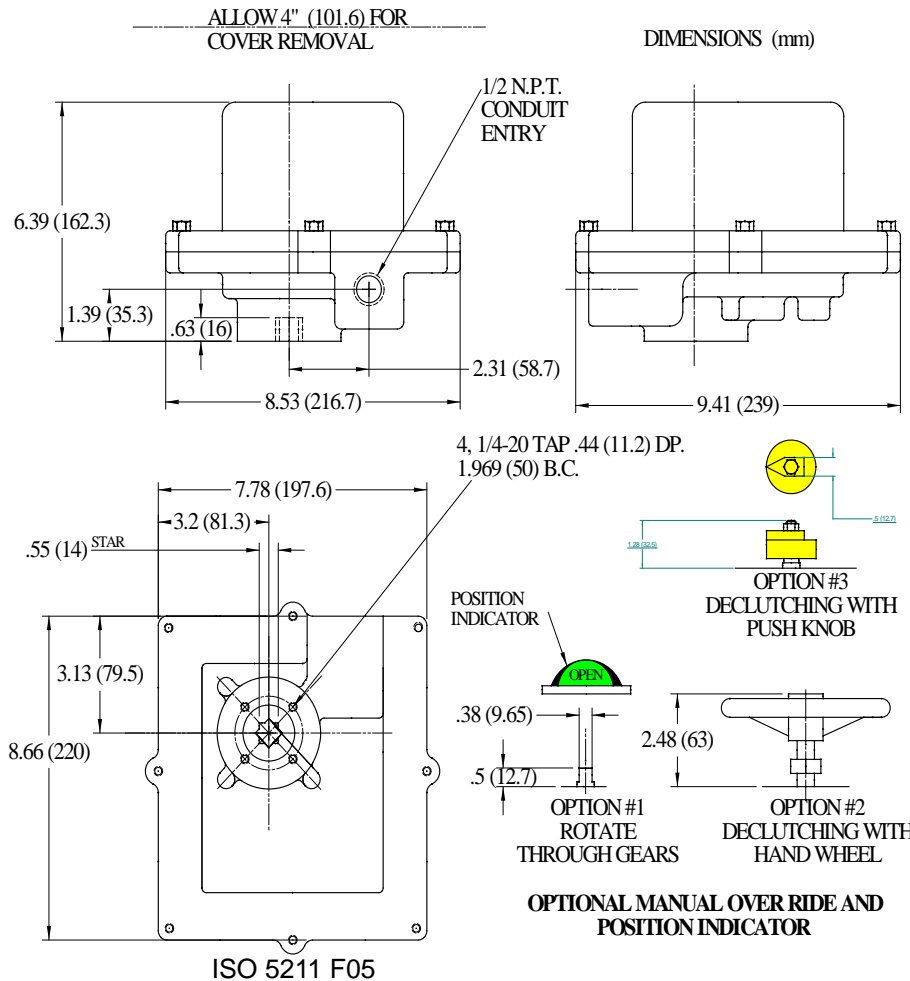 ALLOW 4" (101.6) FOR
COVER REMOVAL
DIMENSIONS (mm)
1/2 N.P.T.
CONDUIT
ENTRY
6.39 (162.3)
1.39 (35.3)
.63 (16)
2.31 (58.7)
8.53 (216.7)
9.41 (239)
4, 1/4-20 TAP .44 (11.2) DP.
1.969 (50) B.C.
7.78 (197.6)
3.2 (81.3)
.55 (14) STAR
3.13 (79.5)
8.66 (220)
.5 (12.7)
1.28 (32.5)
OPTION #3
DECLUTCHING WITH
PUSH KNOB
POSITION
INDICATOR
OPEN
.38 (9.65)
.5 (12.7)
2.48 (63)
OPTION #1
ROTATE
THROUGH GEARS
OPTION #2
DECLUTCHING WITH
HAND WHEEL
OPTIONAL MANUAL OVER RIDE AND
POSITION INDICATOR
ISO 5211 F05